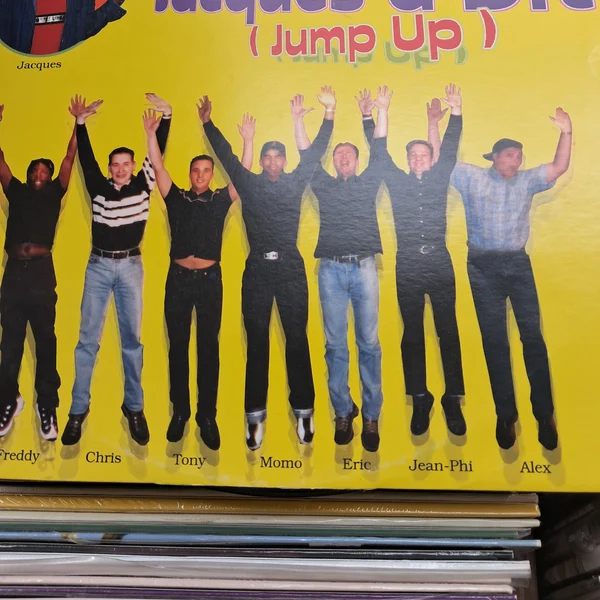 ( Jump Up )
Jacques
Freddy Chris Tony Momo Eric Jean-Phi Alex